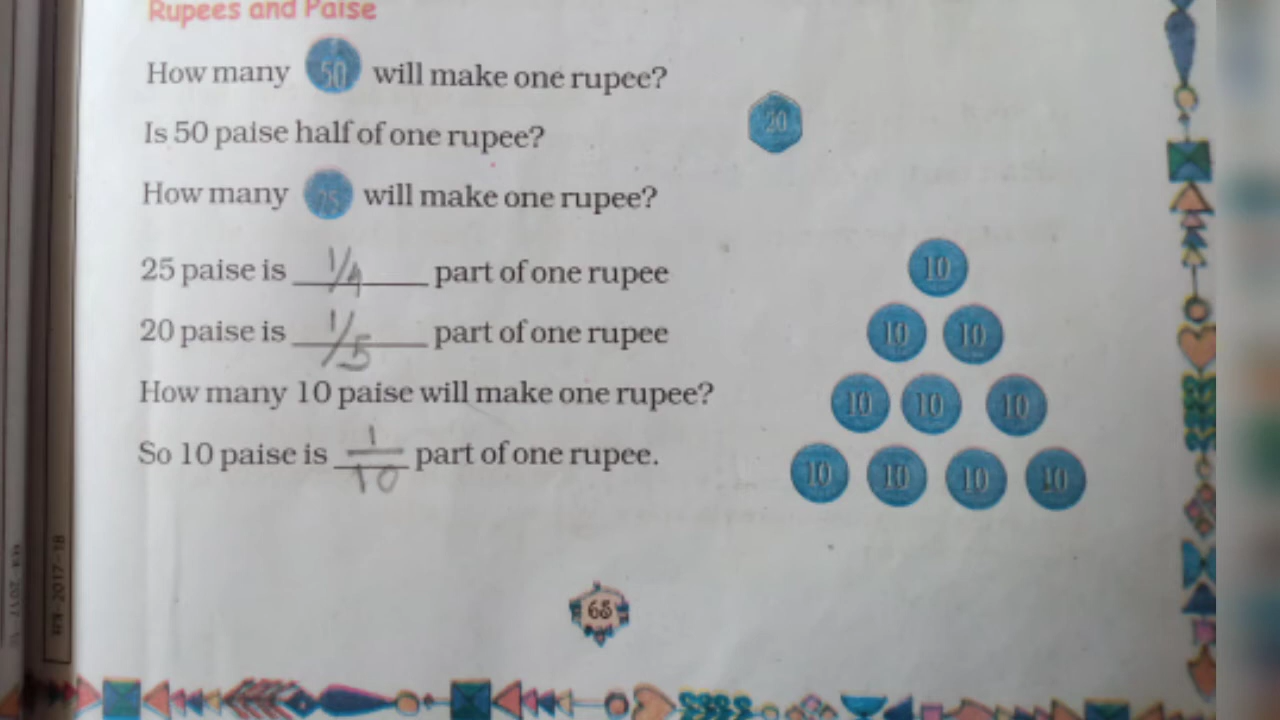 Rupees and Paise
How many 50 will make one rupee?
Is 50 paise half of one rupee?
20
How many 25 will make one rupee?
25 paise is 1/4 part of one rupee
20 paise is 1/5 part of one rupee
How many 10 paise will make one rupee?
So 10 paise is 1/10 part of one rupee.
10
10 10
10 10 10
10 10 10 10
65
2017-18